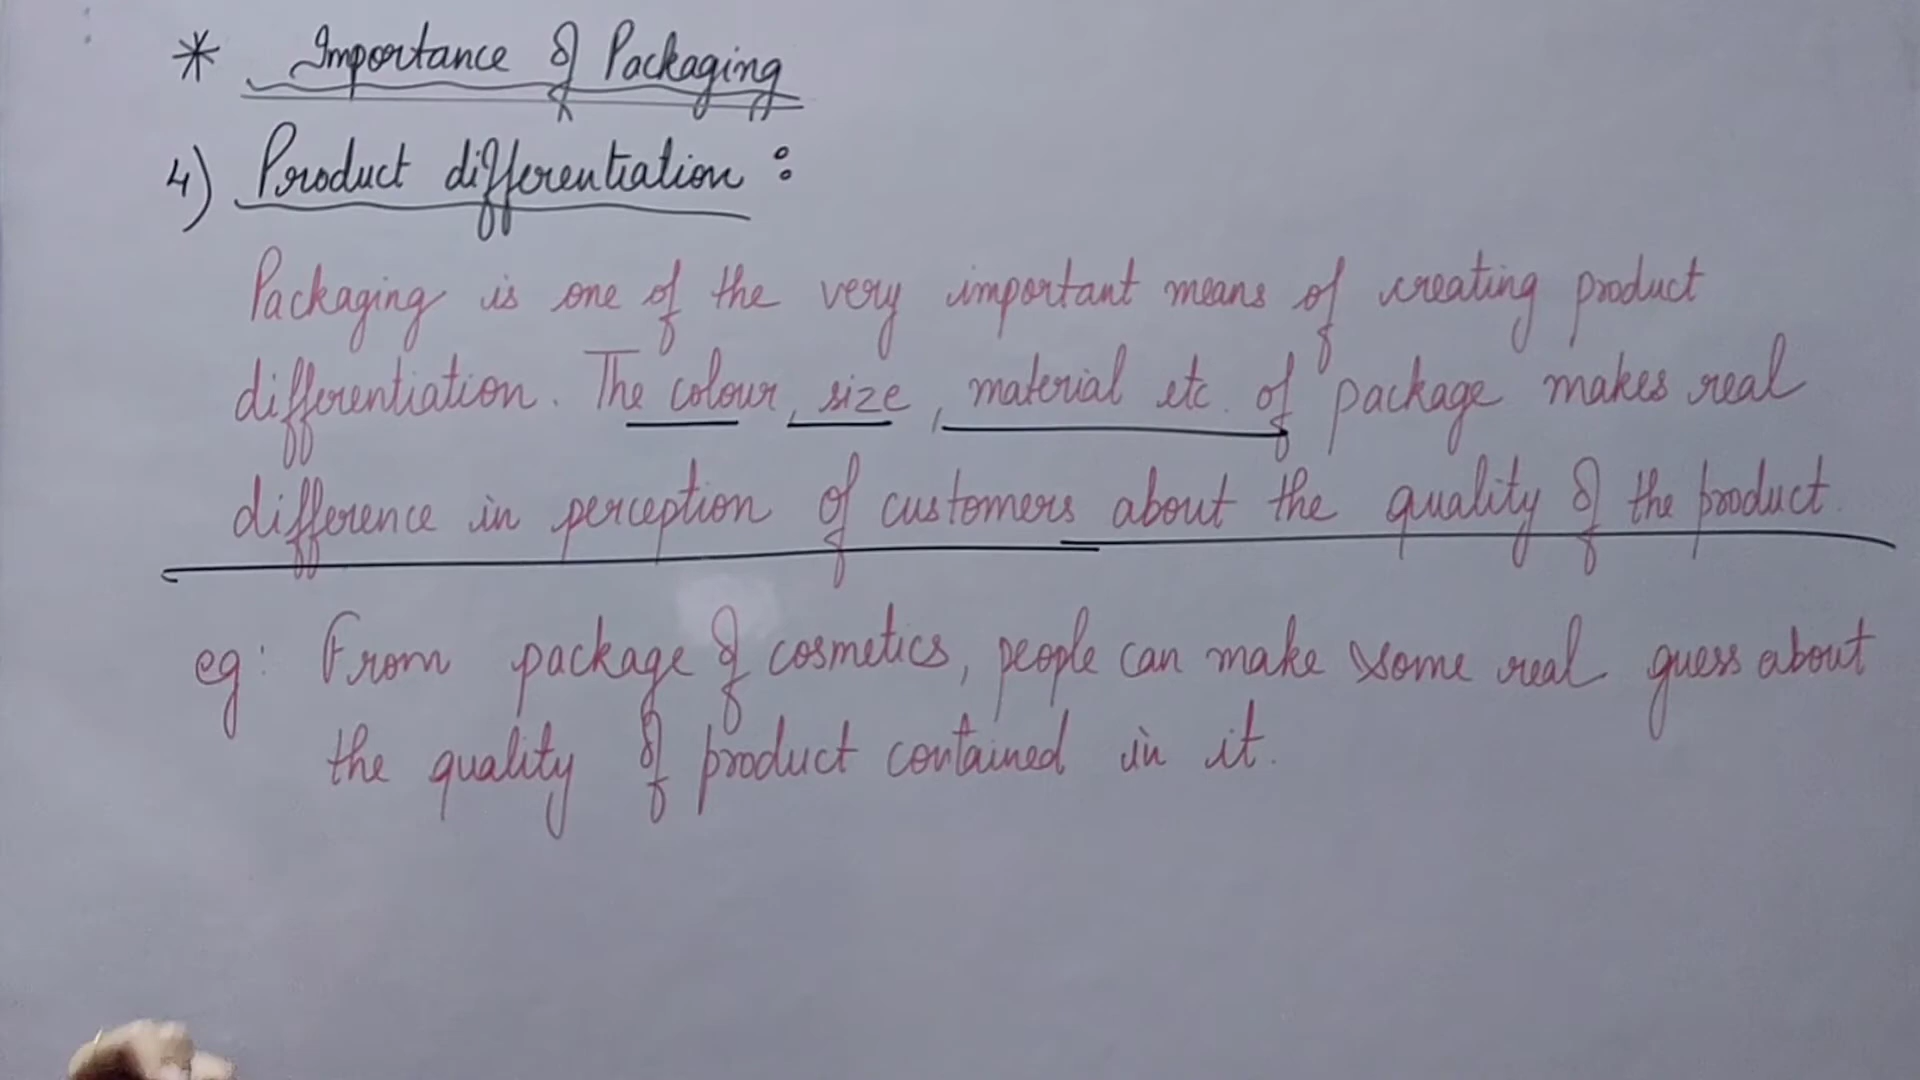 * Importance of Packaging
4) Product differentiation :
Packaging is one of the very important means of creating product
differentiation. The colour, size, material etc. of package makes real
difference in perception of customers about the quality of the product.
eg: From package of cosmetics, people can make some real guess about
the quality of product contained in it.